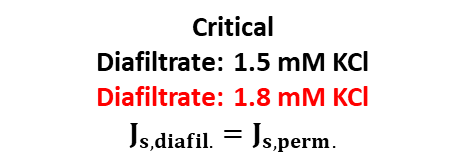 Critical
Diafiltrate: 1.5 mM KCl
Diafiltrate: 1.8 mM KCl
Js,diafil. = Js,perm.